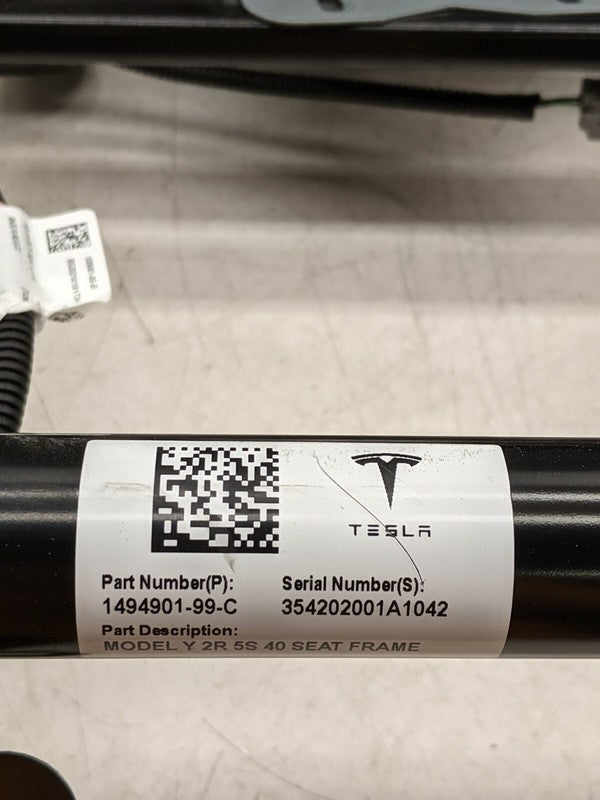 TESLA
Part Number(P): Serial Number(S):
1494901-99-C 354202001A1042
Part Description:
MODEL Y 2R 5S 40 SEAT FRAME